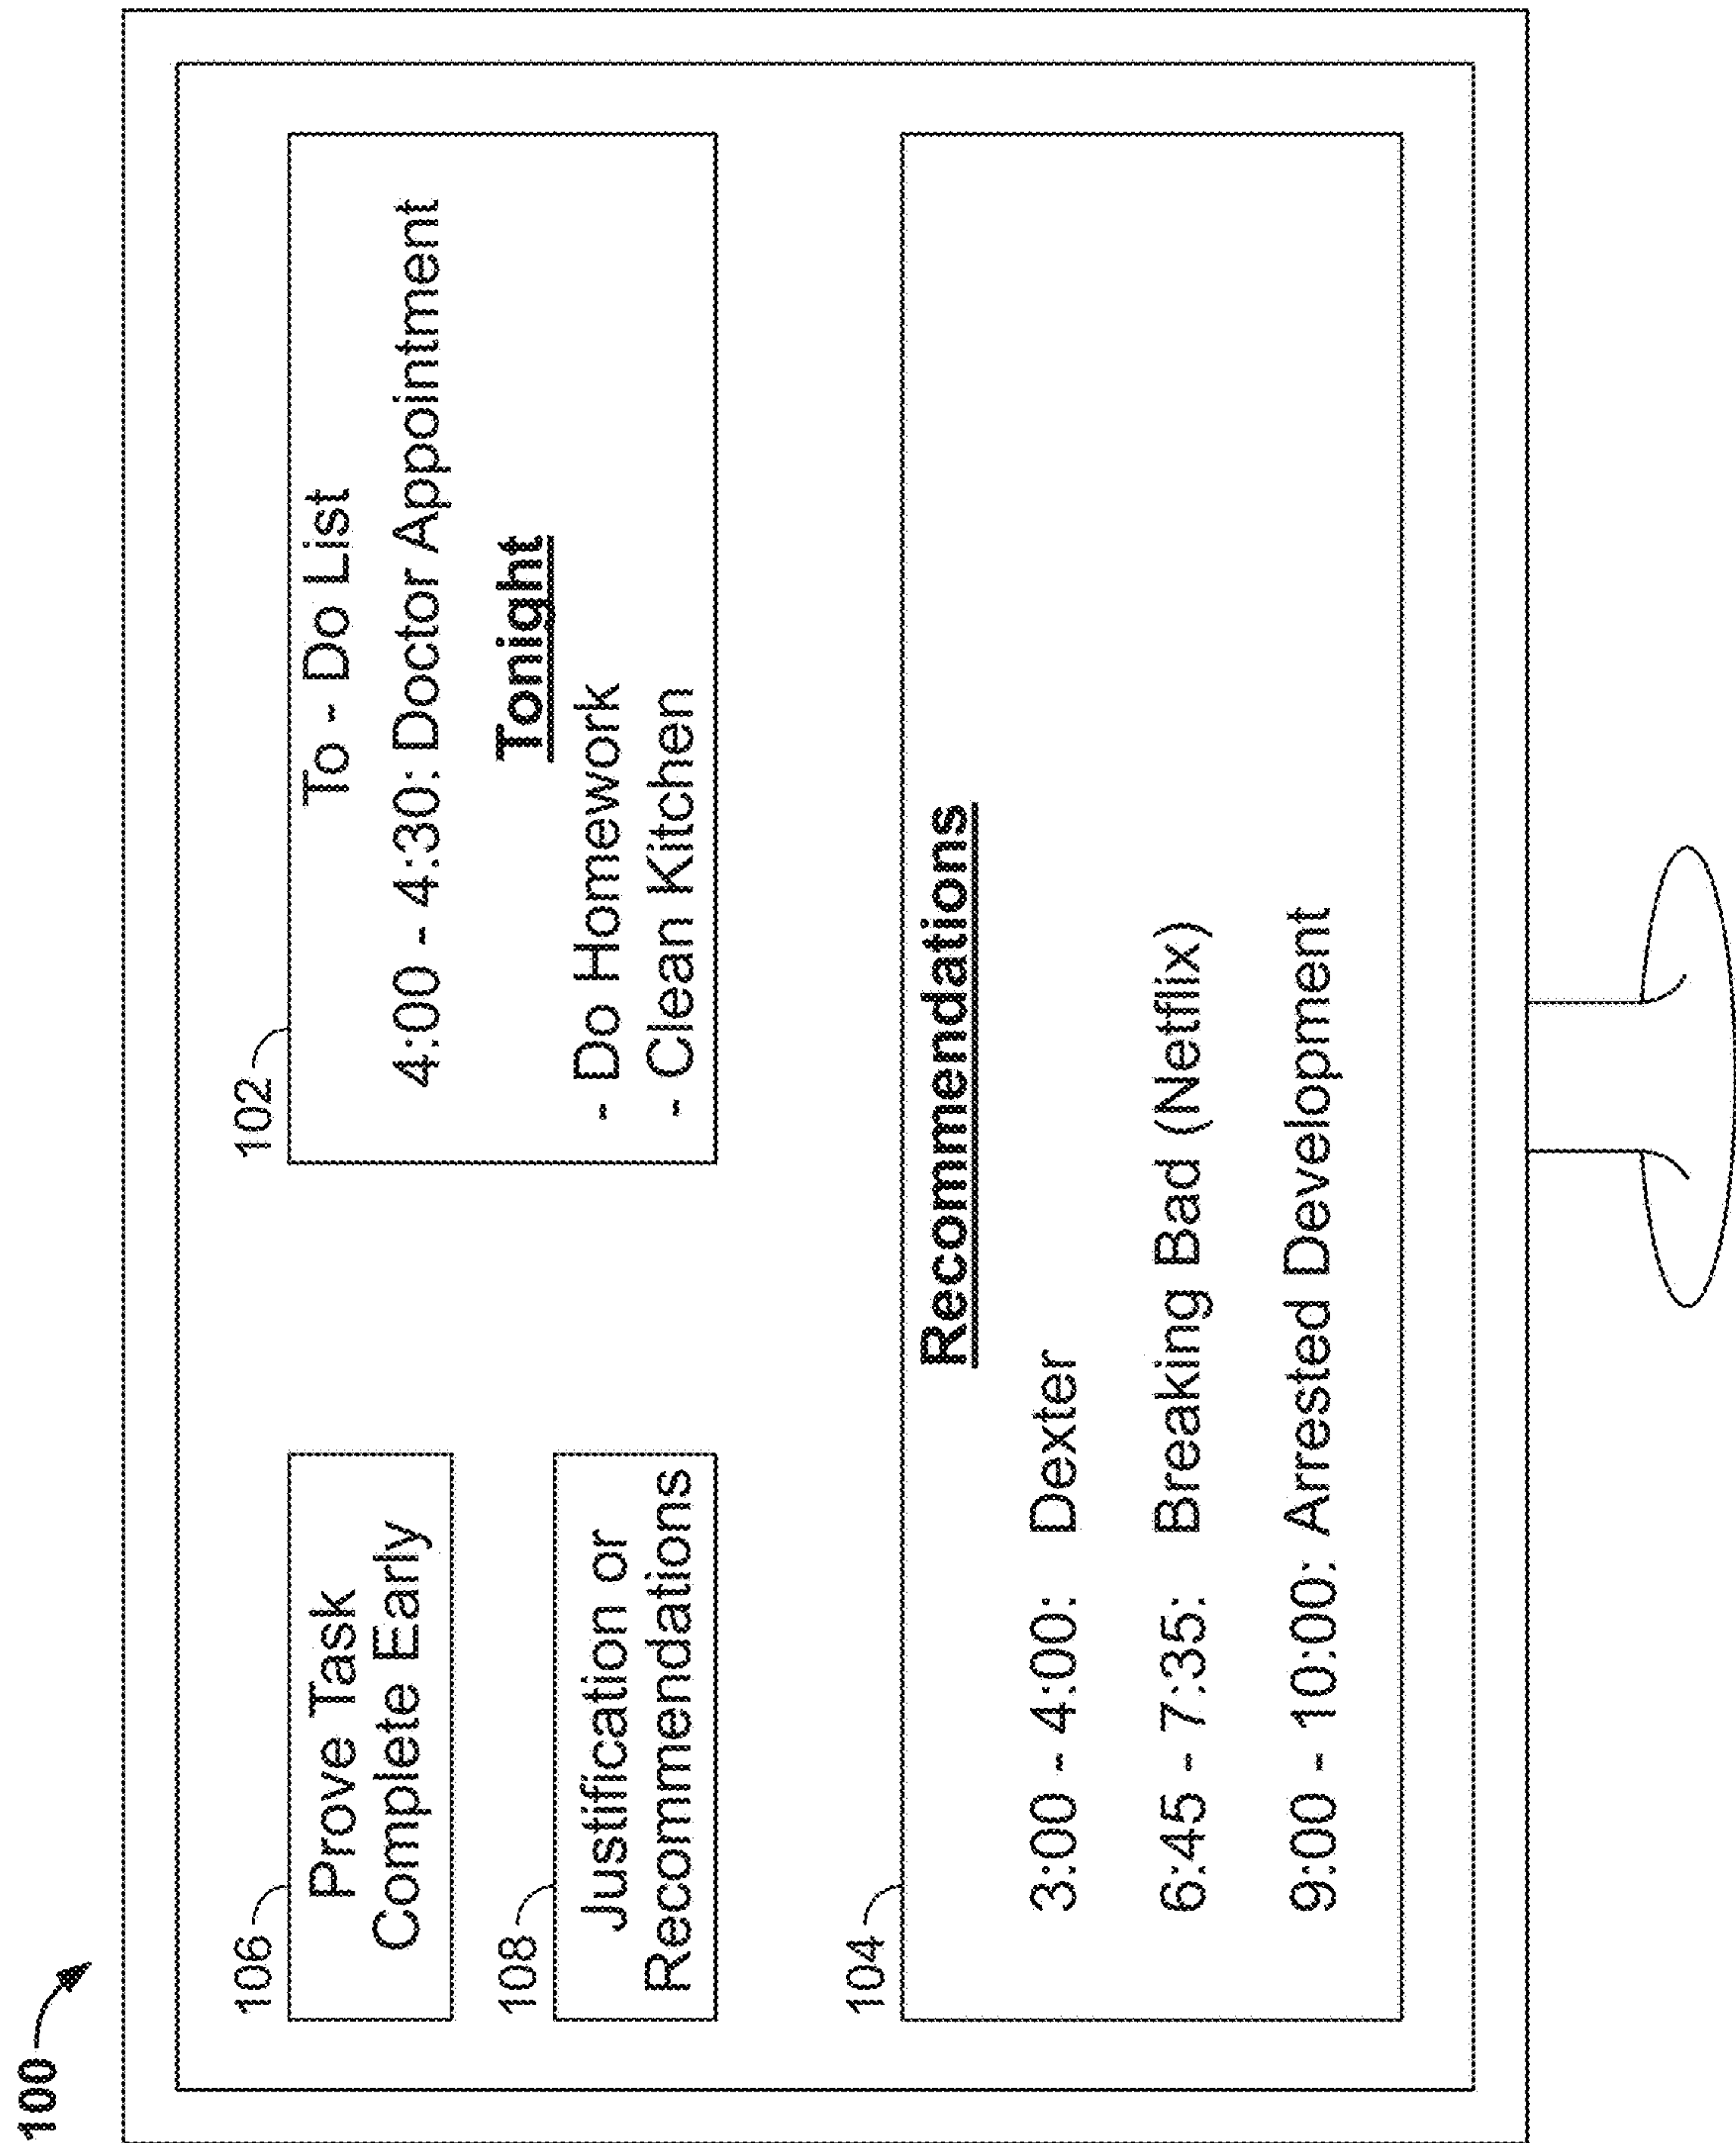 100
106
Prove Task
Complete Early
108
Justification or
Recommendations
102
To - Do List
4:00 - 4:30: Doctor Appointment
Tonight
- Do Homework
- Clean Kitchen
104
Recommendations
3:00 - 4:00: Dexter
6:45 - 7:35: Breaking Bad (Netflix)
9:00 - 10:00: Arrested Development